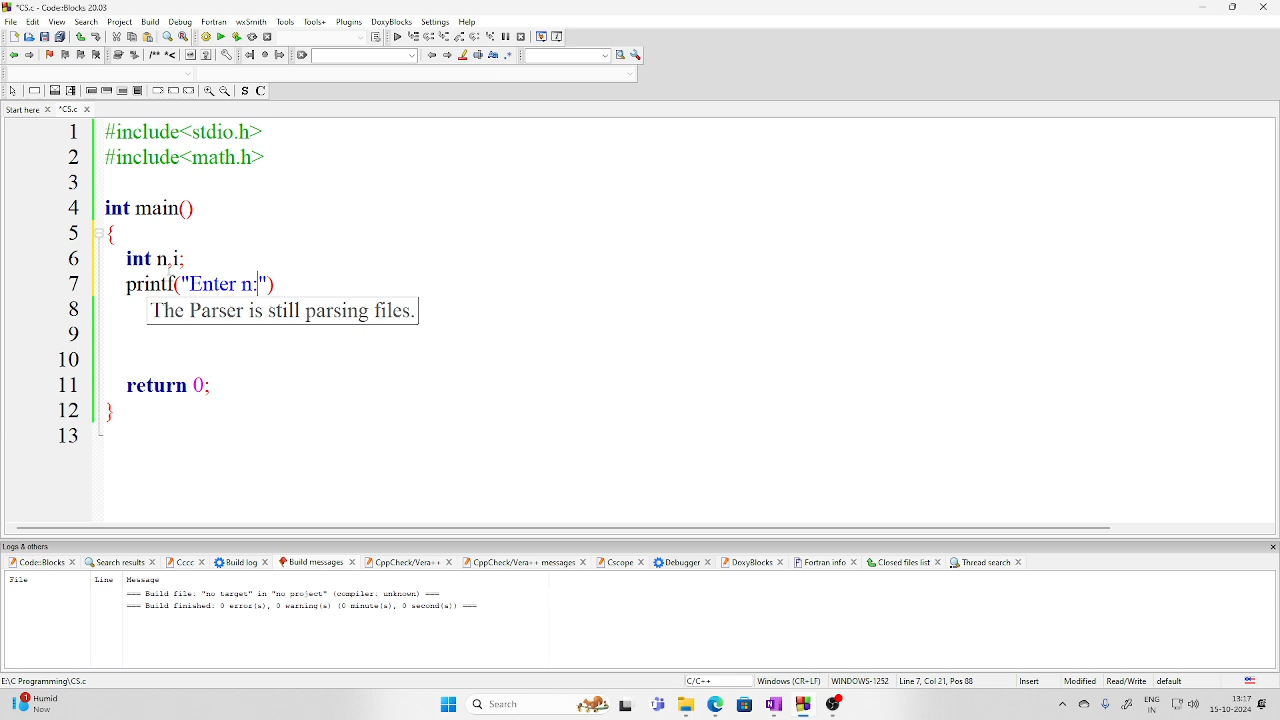 *CS.c - Code::Blocks 20.03
File Edit View Search Project Build Debug Fortran wxSmith Tools Tools+ Plugins DoxyBlocks Settings Help
Start here *CS.c
1 #include<stdio.h>
2 #include<math.h>
3
4 int main()
5 {
6 int n,i;
7 printf("Enter n:")
8 The Parser is still parsing files.
9
10
11 return 0;
12 }
13
Logs & others
Code::Blocks Search results Cccc Build log Build messages CppCheck/Vera++ CppCheck/Vera++ messages Cscope Debugger DoxyBlocks Fortran info Closed files list Thread search
File Line Message
=== Build file: "no target" in "no project" (compiler: unknown) ===
=== Build finished: 0 error(s), 0 warning(s) (0 minute(s), 0 second(s)) ===
E:\C Programming\CS.c C/C++ Windows (CR+LF) WINDOWS-1252 Line 7, Col 21, Pos 88 Insert Modified Read/Write default
1 Humid
Now
Search
ENG
IN
13:17
15-10-2024